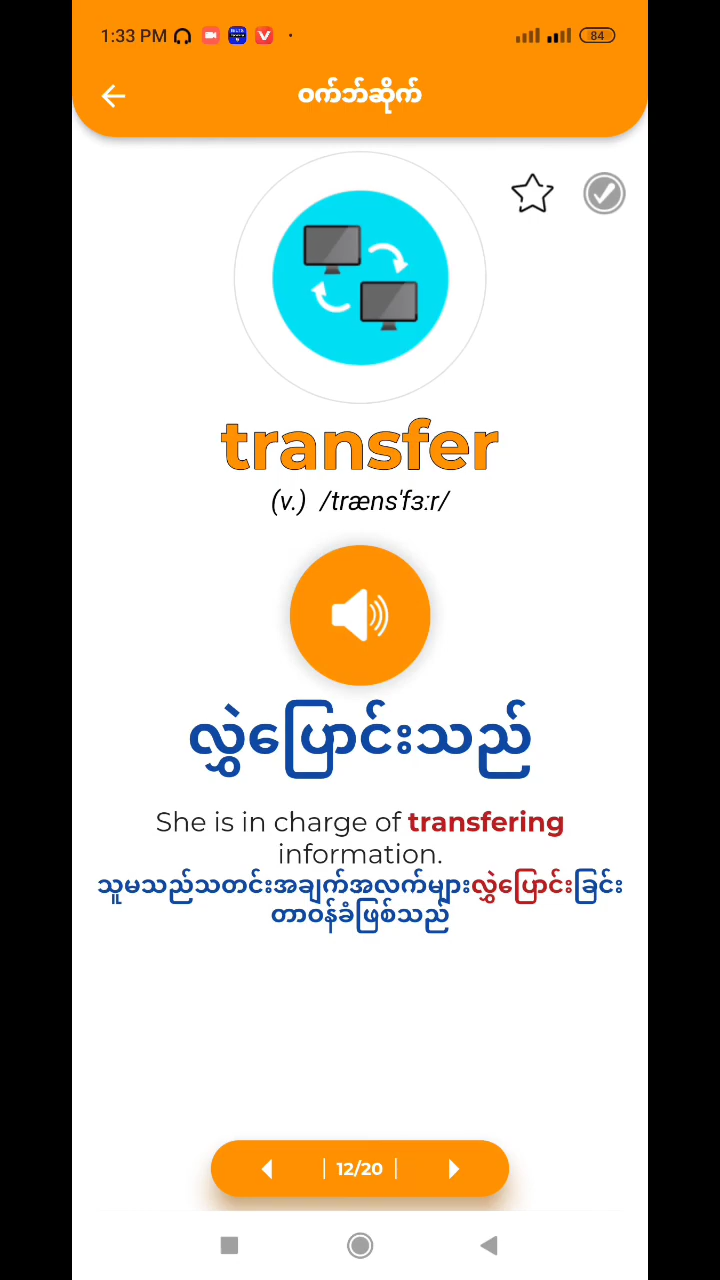 1:33 PM
84
ဝက်ဘ်ဆိုက်
transfer
(v.) /træns'fɜːr/
လွှဲပြောင်းသည်
She is in charge of transfering
information.
သူမသည်သတင်းအချက်အလက်များလွှဲပြောင်းခြင်း
တာဝန်ခံဖြစ်သည်
12/20